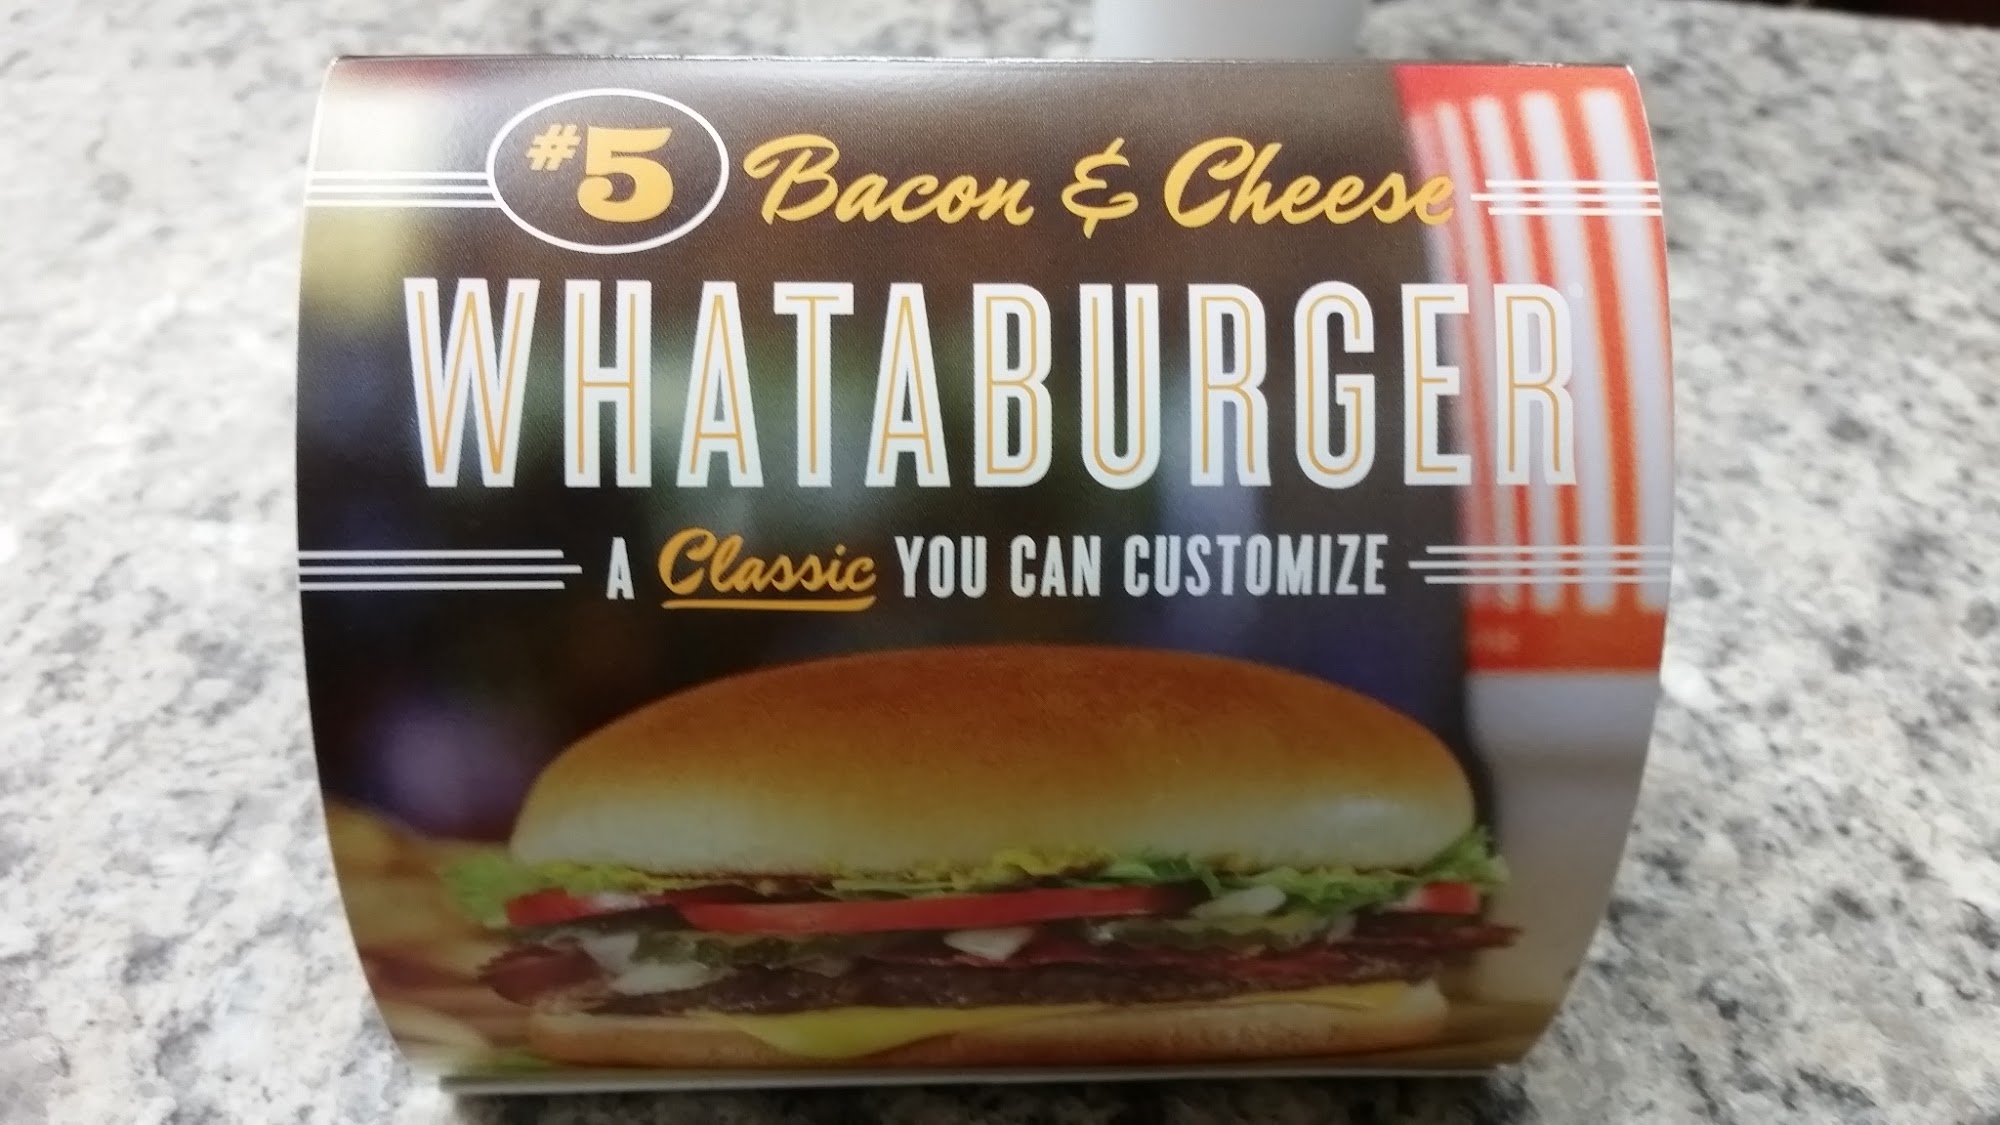 #5 Bacon & Cheese
WHATABURGER
A Classic YOU CAN CUSTOMIZE